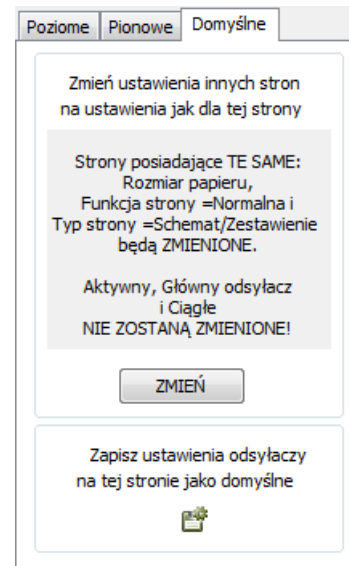 Poziome Pionowe Domyślne
Zmień ustawienia innych stron
na ustawienia jak dla tej strony
Strony posiadające TE SAME:
Rozmiar papieru,
Funkcja strony =Normalna i
Typ strony =Schemat/Zestawienie
będą ZMIENIONE.
Aktywny, Główny odsyłacz
i Ciągłe
NIE ZOSTANĄ ZMIENIONE!
ZMIEŃ
Zapisz ustawienia odsyłaczy
na tej stronie jako domyślne